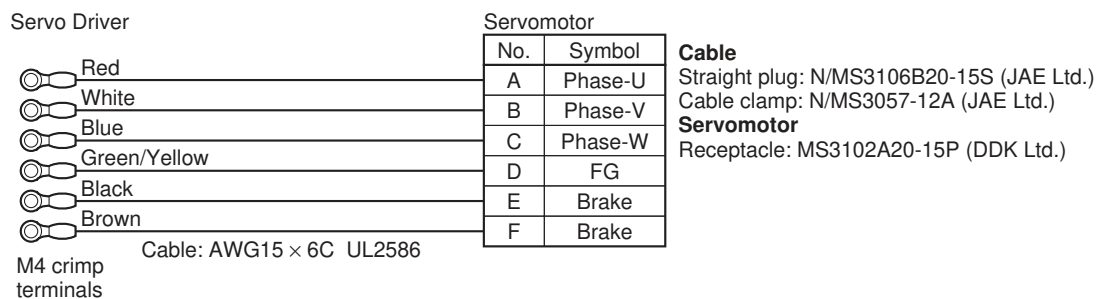 Servo Driver
Servomotor
No. Symbol
Red
A Phase-U
White
B Phase-V
Blue
C Phase-W
Green/Yellow
D FG
Black
E Brake
Brown
F Brake
Cable: AWG15 × 6C UL2586
M4 crimp
terminals
Cable
Straight plug: N/MS3106B20-15S (JAE Ltd.)
Cable clamp: N/MS3057-12A (JAE Ltd.)
Servomotor
Receptacle: MS3102A20-15P (DDK Ltd.)